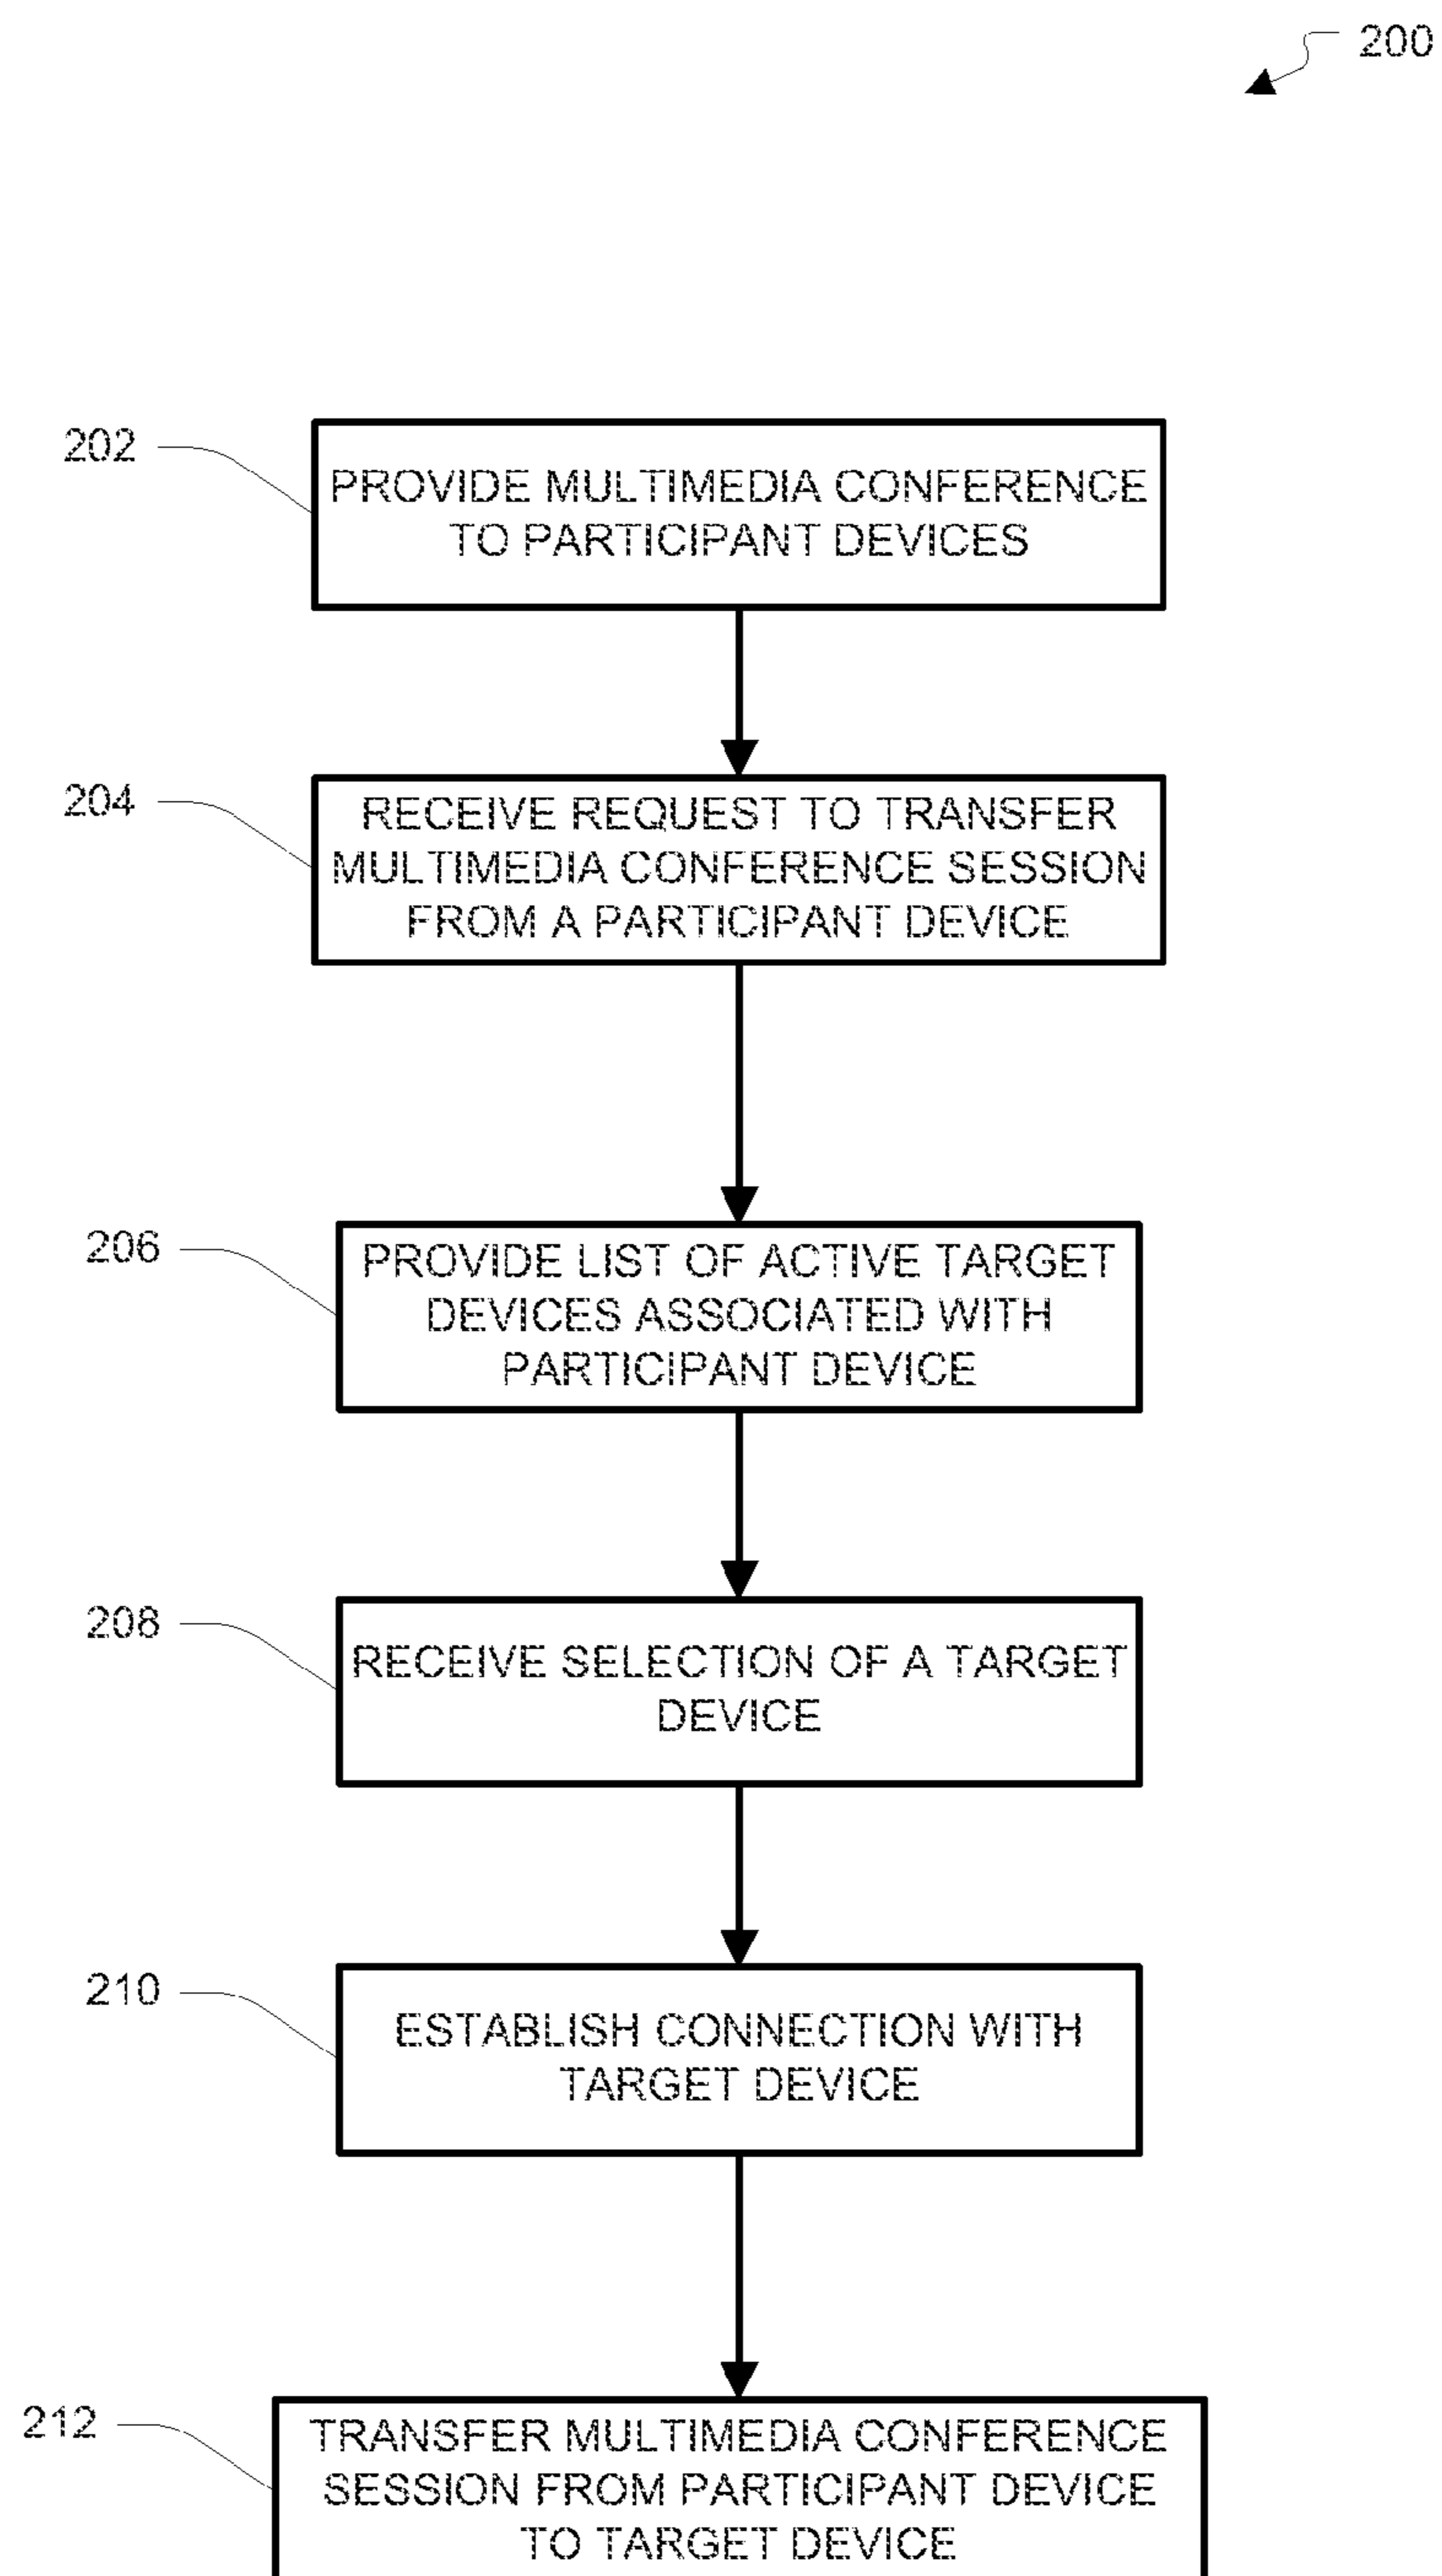 200
202
PROVIDE MULTIMEDIA CONFERENCE
TO PARTICIPANT DEVICES
204
RECEIVE REQUEST TO TRANSFER
MULTIMEDIA CONFERENCE SESSION
FROM A PARTICIPANT DEVICE
206
PROVIDE LIST OF ACTIVE TARGET
DEVICES ASSOCIATED WITH
PARTICIPANT DEVICE
208
RECEIVE SELECTION OF A TARGET
DEVICE
210
ESTABLISH CONNECTION WITH
TARGET DEVICE
212
TRANSFER MULTIMEDIA CONFERENCE
SESSION FROM PARTICIPANT DEVICE
TO TARGET DEVICE